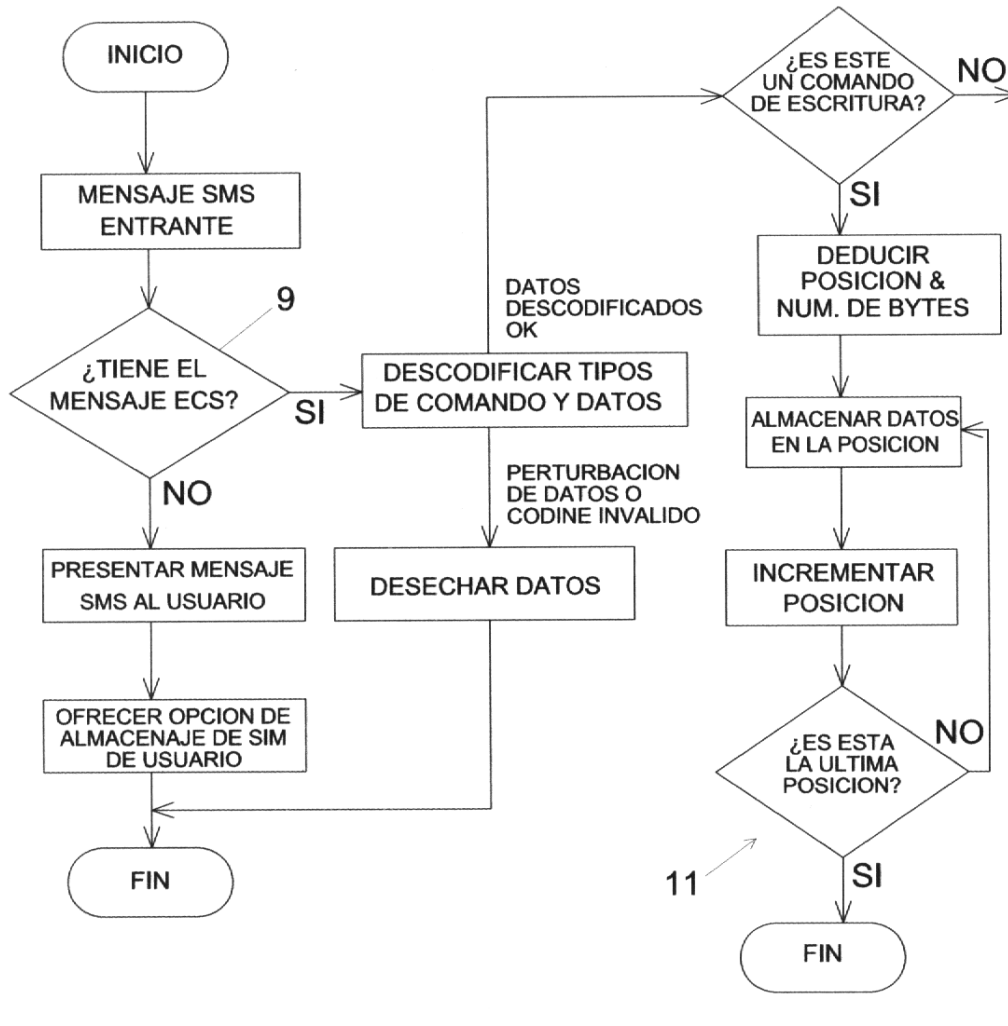 INICIO
MENSAJE SMS
ENTRANTE
9
¿TIENE EL
MENSAJE ECS?
SI
NO
PRESENTAR MENSAJE
SMS AL USUARIO
OFRECER OPCION DE
ALMACENAJE DE SIM
DE USUARIO
FIN
DATOS
DESCODIFICADOS
OK
DESCODIFICAR TIPOS
DE COMANDO Y DATOS
PERTURBACION
DE DATOS O
CODINE INVALIDO
DESECHAR DATOS
¿ES ESTE
UN COMANDO
DE ESCRITURA?
NO
SI
DEDUCIR
POSICION &
NUM. DE BYTES
ALMACENAR DATOS
EN LA POSICION
INCREMENTAR
POSICION
¿ES ESTA
LA ULTIMA
POSICION?
NO
11
SI
FIN